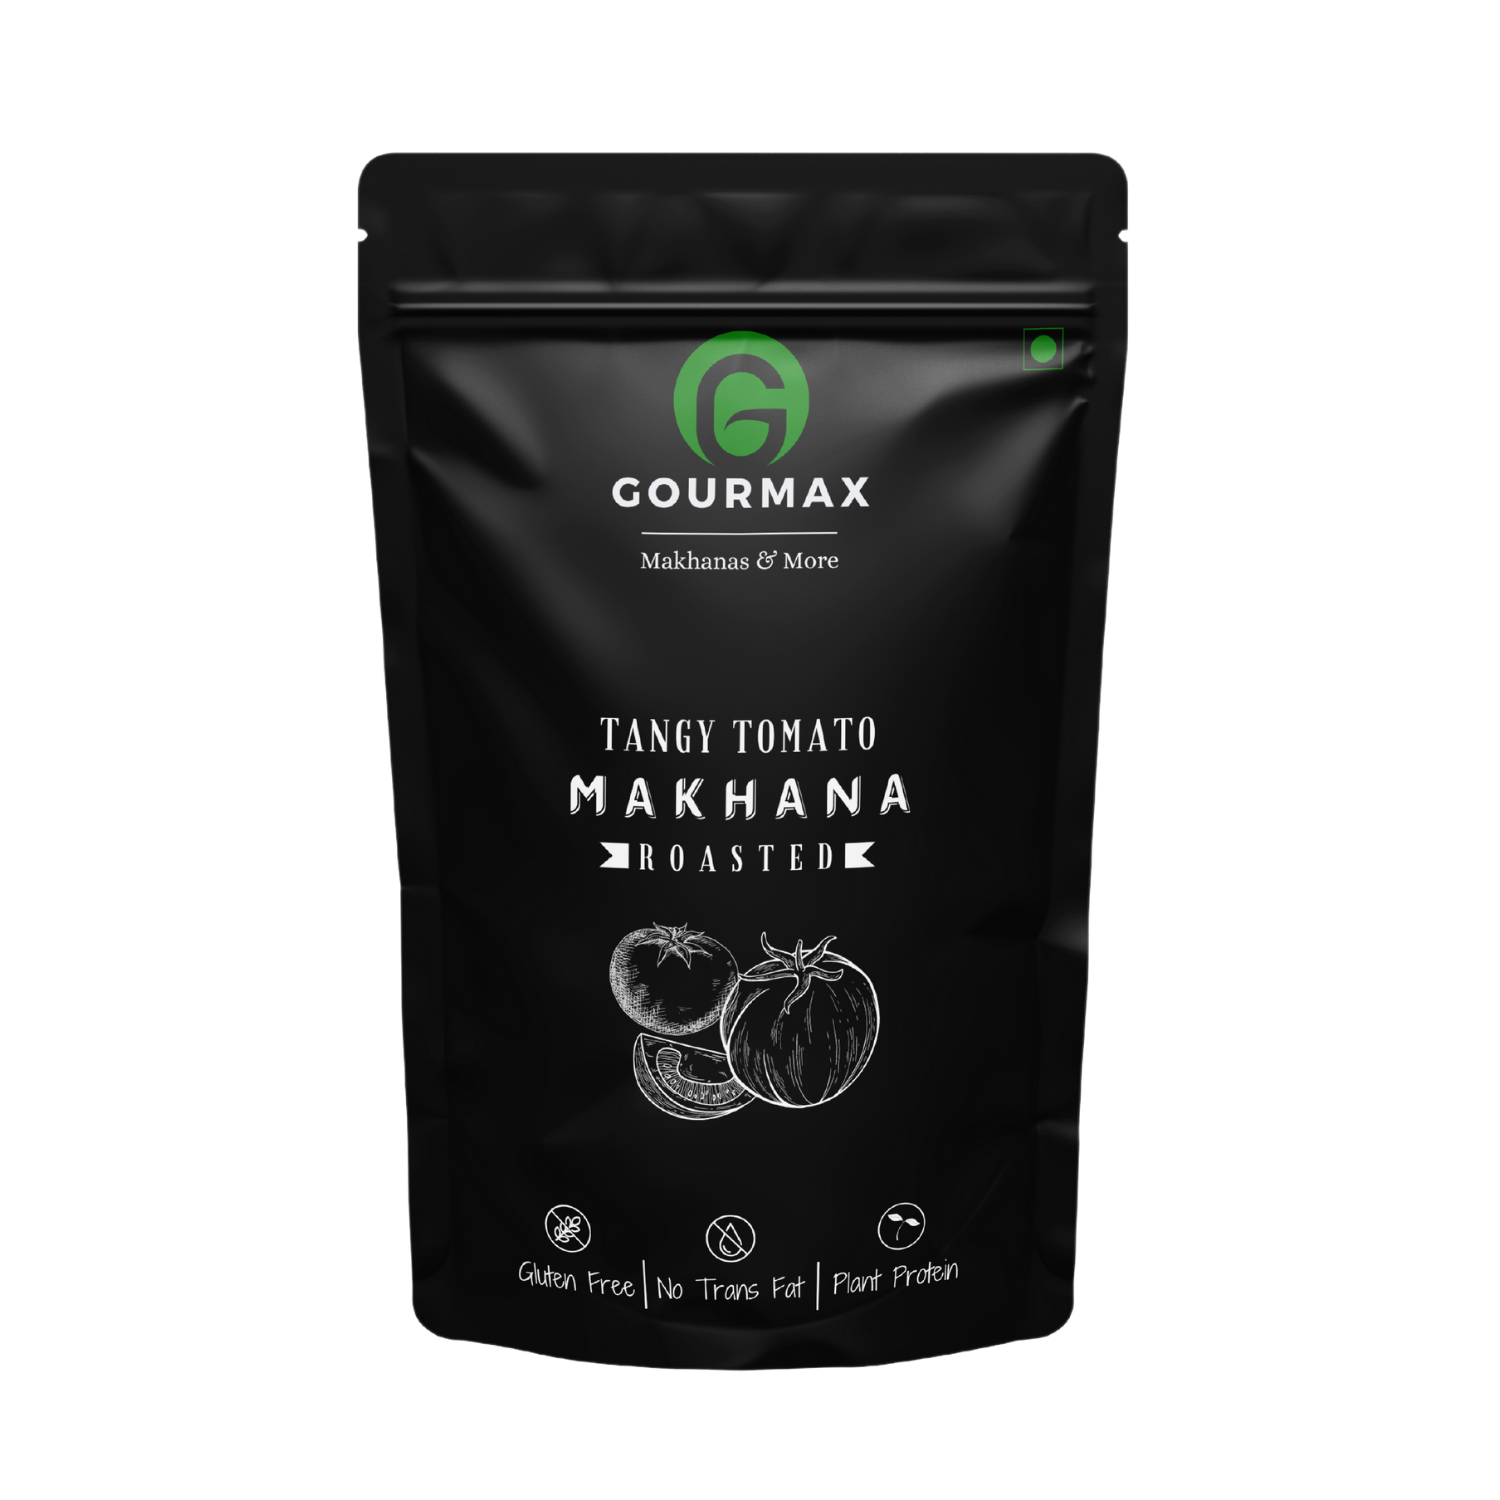 GOURMAX
Makhanas & More
TANGY TOMATO
MAKHANA
ROASTED
Gluten Free | No Trans Fat | Plant Protein